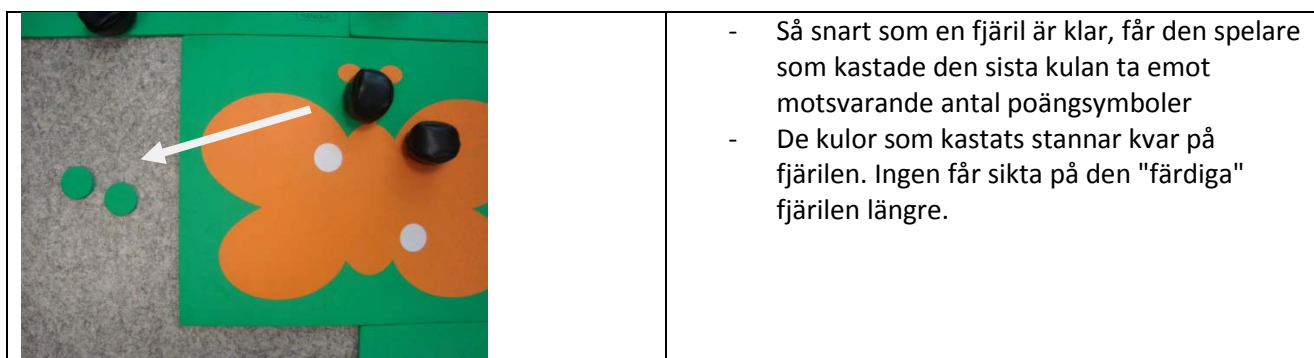 - Så snart som en fjäril är klar, får den spelare
som kastade den sista kulan ta emot
motsvarande antal poängsymboler
- De kulor som kastats stannar kvar på
fjärilen. Ingen får sikta på den "färdiga"
fjärilen längre.